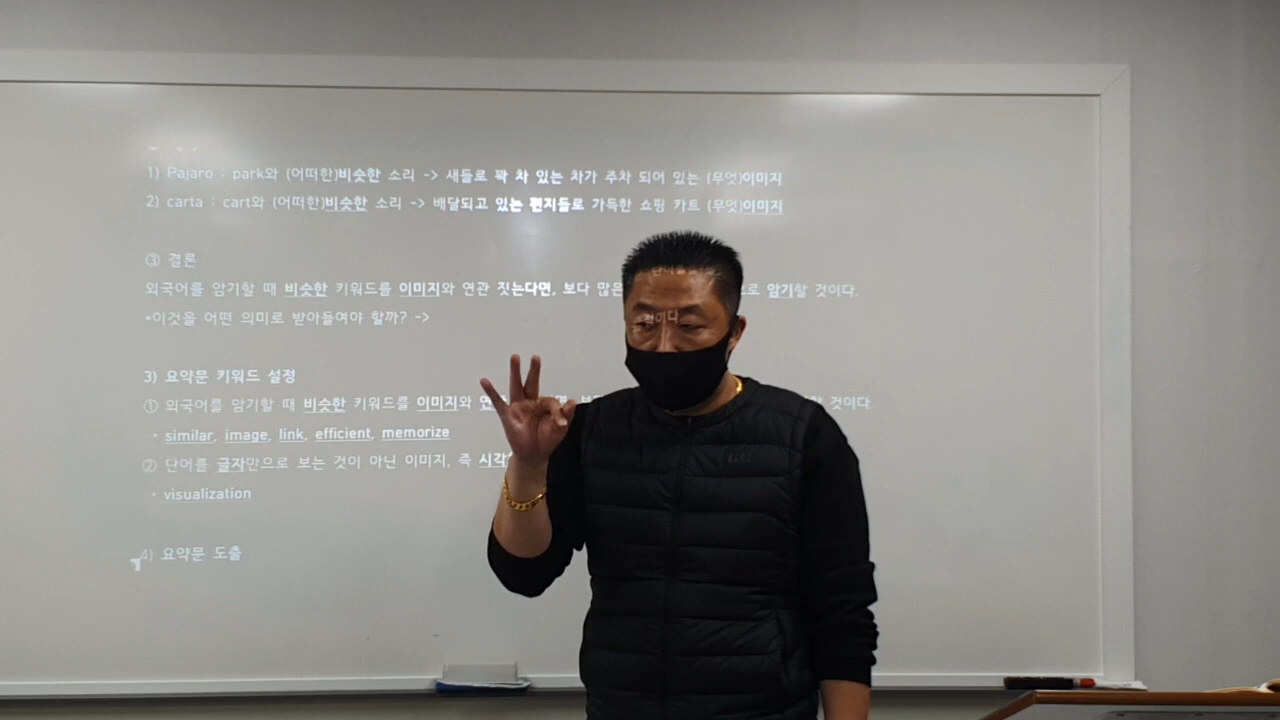 1) Pajaro : park와 (어떠한)비슷한 소리 -> 새들로 꽉 차 있는 차가 주차 되어 있는 (무엇)이미지
2) carta : cart와 (어떠한)비슷한 소리 -> 배달되고 있는 편지들로 가득한 쇼핑 카트 (무엇)이미지
③ 결론
외국어를 암기할 때 비슷한 키워드를 이미지와 연관 짓는다면, 보다 많은 로 암기할 것이다.
*이것을 어떤 의미로 받아들여야 할까? ->
3) 요약문 키워드 설정
① 외국어를 암기할 때 비슷한 키워드를 이미지와 것이다.
- similar, image, link, efficient, memorize
② 단어를 글자만으로 보는 것이 아닌 이미지, 즉 시각
- visualization
4) 요약문 도출